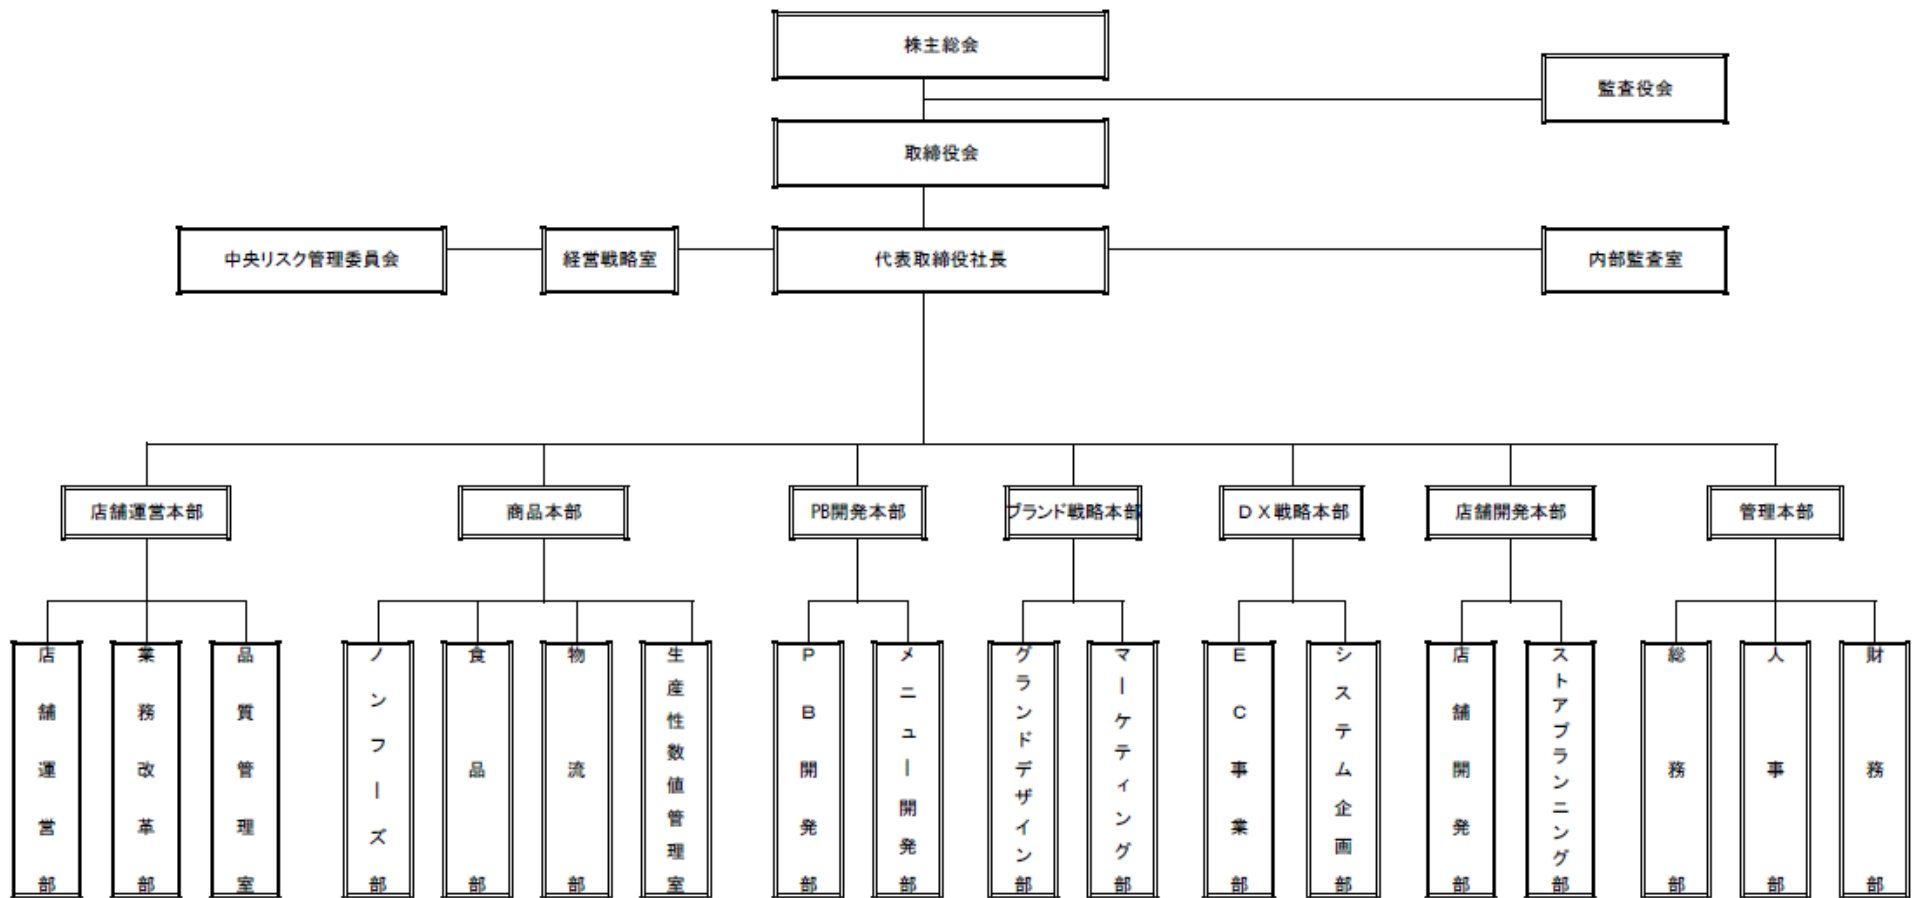 株主総会
監査役会
取締役会
中央リスク管理委員会
経営戦略室
代表取締役社長
内部監査室
店舗運営本部
商品本部
PB開発本部
ブランド戦略本部
ＤＸ戦略本部
店舗開発本部
管理本部
店舗運営部
業務改革部
品質管理室
ノンフーズ部
食品部
物流部
生産性数値管理室
ＰＢ開発部
メニュー開発部
グランドデザイン部
マーケティング部
ＥＣ事業部
システム企画部
店舗開発部
ストアプランニング部
総務部
人事部
財務部